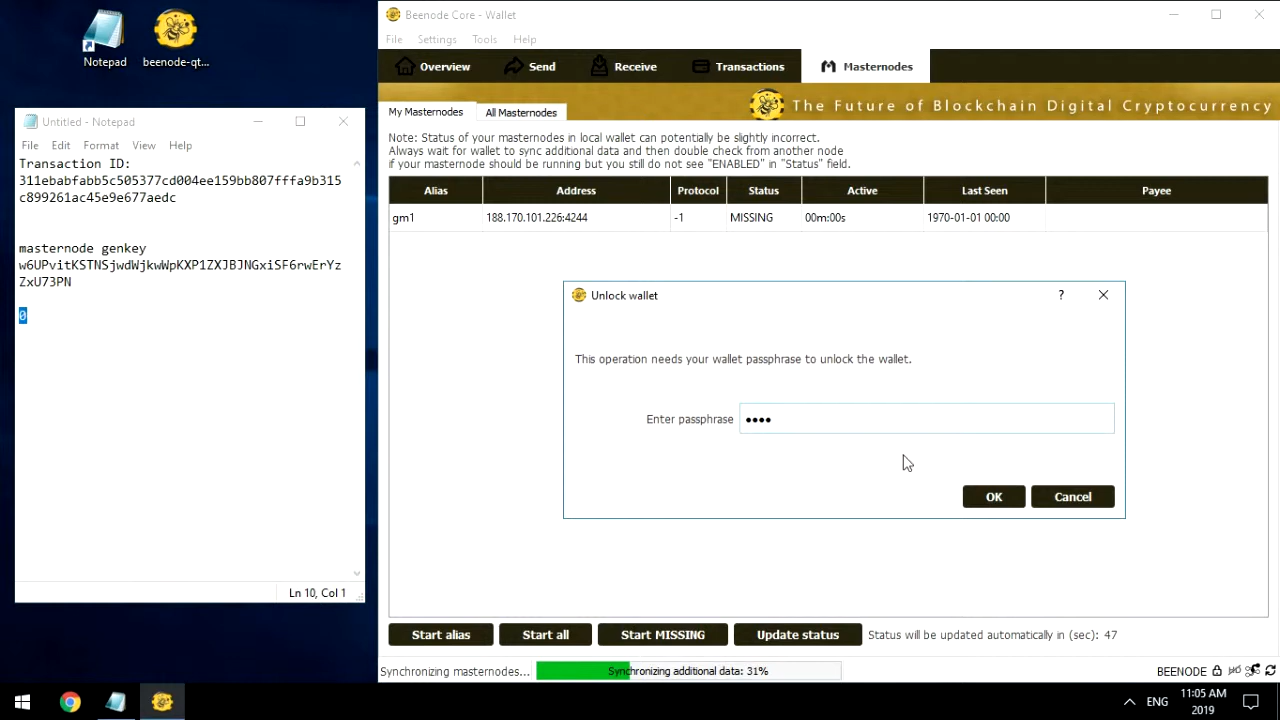 Notepad
beenode-qt...
Untitled - Notepad
File Edit Format View Help
Transaction ID:
311ebabfabb5c505377cd004ee159bb807fffa9b315
c899261ac45e9e677aedc
masternode genkey
w6UPvitKSTNSjwdWjkwWpKXP1ZXJBJNGxiSF6rwErYz
ZxU73PN
0
Ln 10, Col 1
Beenode Core - Wallet
File Settings Tools Help
Overview Send Receive Transactions Masternodes
The Future of Blockchain Digital Cryptocurrency
My Masternodes All Masternodes
Note: Status of your masternodes in local wallet can potentially be slightly incorrect.
Always wait for wallet to sync additional data and then double check from another node
if your masternode should be running but you still do not see "ENABLED" in "Status" field.
Alias Address Protocol Status Active Last Seen Payee
gm1 188.170.101.226:4244 -1 MISSING 00m:00s 1970-01-01 00:00
Unlock wallet ?
This operation needs your wallet passphrase to unlock the wallet.
Enter passphrase ●●●●
OK Cancel
Start alias Start all Start MISSING Update status Status will be updated automatically in (sec): 47
Synchronizing masternodes... Synchronizing additional data: 31% BEENODE
ENG 11:05 AM
2019